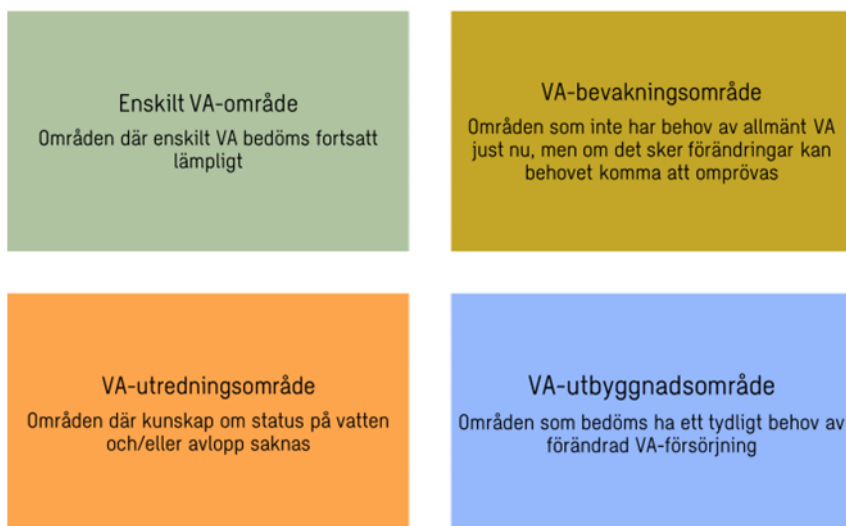 Enskilt VA-område
Områden där enskilt VA bedöms fortsatt
lämpligt
VA-bevakningsområde
Områden som inte har behov av allmänt VA
just nu, men om det sker förändringar kan
behovet komma att omprövas
VA-utredningsområde
Områden där kunskap om status på vatten
och/eller avlopp saknas
VA-utbyggnadsområde
Områden som bedöms ha ett tydligt behov av
förändrad VA-försörjning